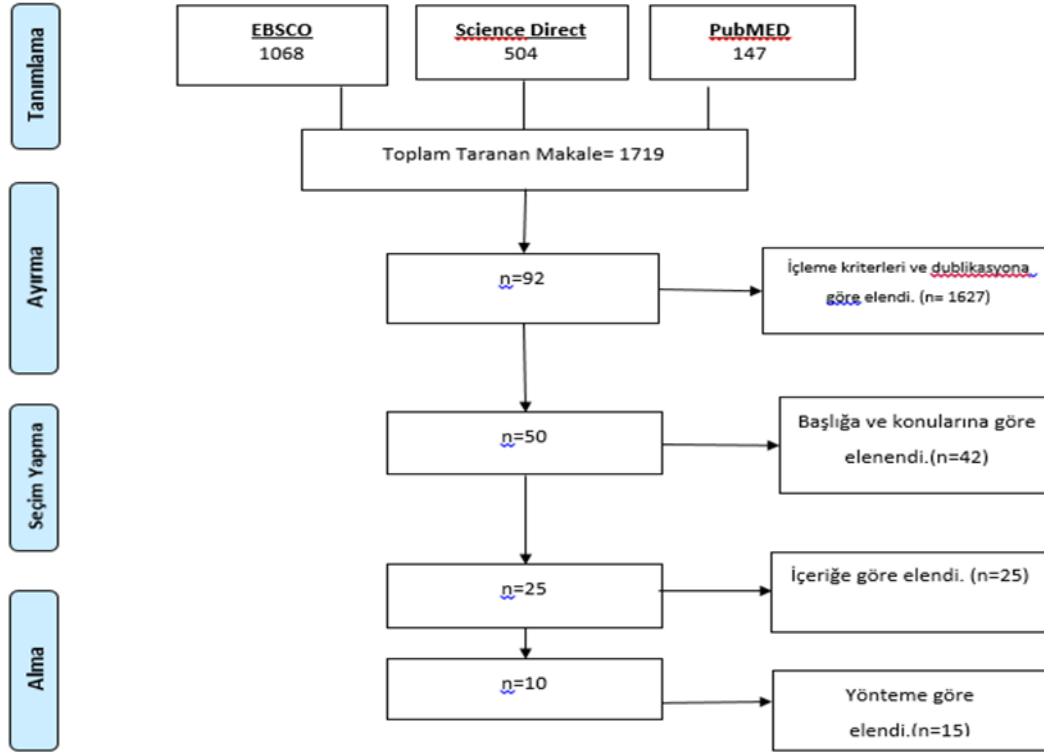 Tanımlama
EBSCO
1068
Science Direct
504
PubMED
147
Toplam Taranan Makale= 1719
Ayırma
n=92
İçleme kriterleri ve dublikasyona
göre elendi. (n= 1627)
Seçim Yapma
n=50
Başlığa ve konularına göre
elenendi.(n=42)
Alma
n=25
İçeriğe göre elendi. (n=25)
n=10
Yönteme göre
elendi.(n=15)